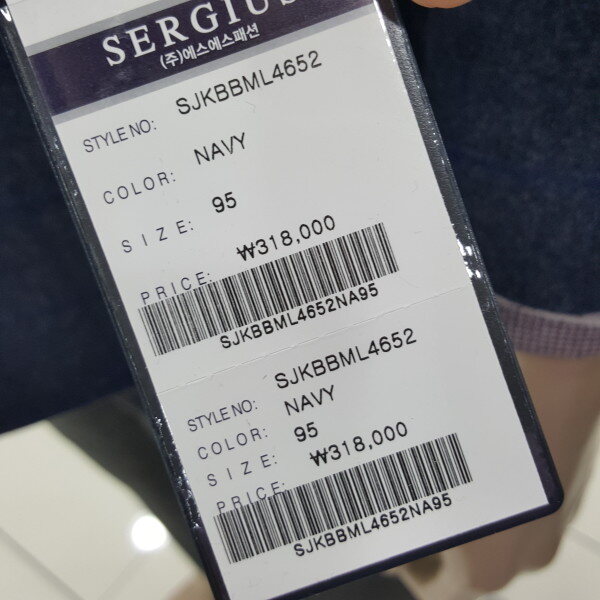 SERGIUS
(주)에스에스패션
STYLE NO: SJKBBML4652
COLOR: NAVY
SIZE: 95
PRICE: ₩318,000
SJKBBML4652NA95
STYLE NO: SJKBBML4652
COLOR: NAVY
SIZE: 95
PRICE: ₩318,000
SJKBBML4652NA95